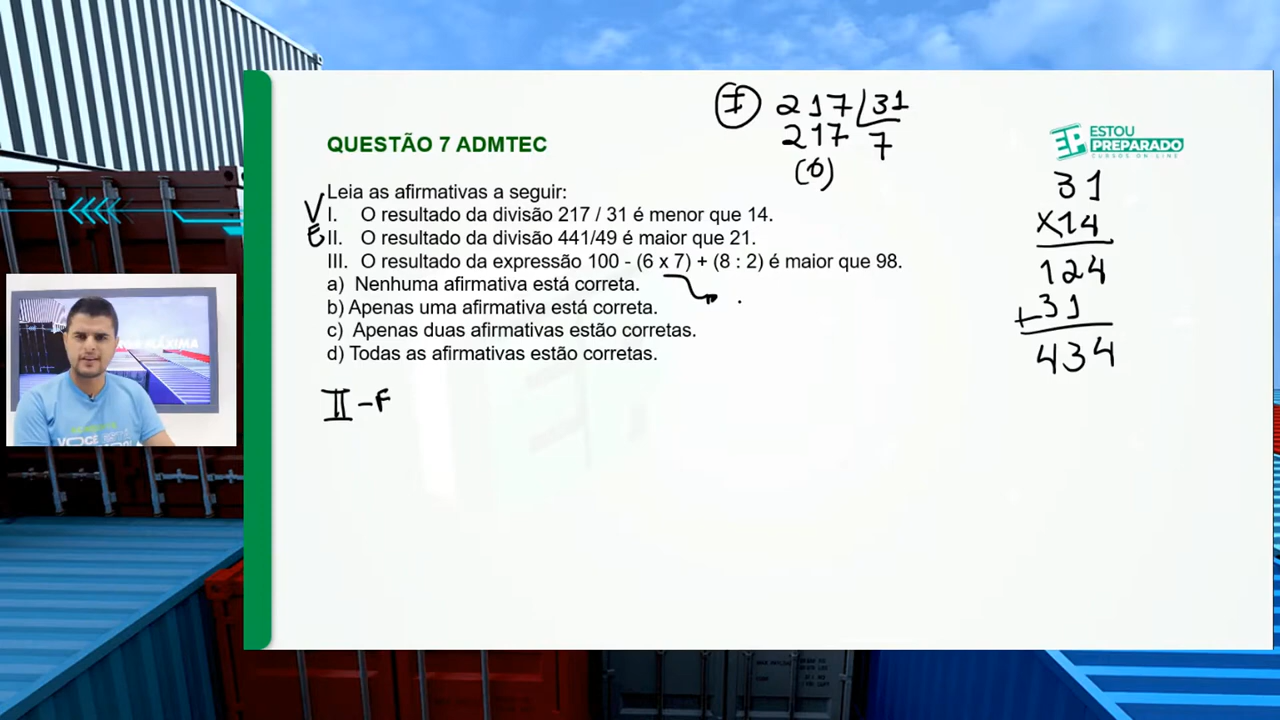 QUESTÃO 7 ADMTEC
Leia as afirmativas a seguir:
V I. O resultado da divisão 217 / 31 é menor que 14.
II. O resultado da divisão 441/49 é maior que 21.
III. O resultado da expressão 100 - (6 x 7) + (8 : 2) é maior que 98.
a) Nenhuma afirmativa está correta.
b) Apenas uma afirmativa está correta.
c) Apenas duas afirmativas estão corretas.
d) Todas as afirmativas estão corretas.
II - F
I 217 31
217 7
(0)
EP ESTOU
PREPARADO
CURSOS ON LINE
31
×14
124
+31
434